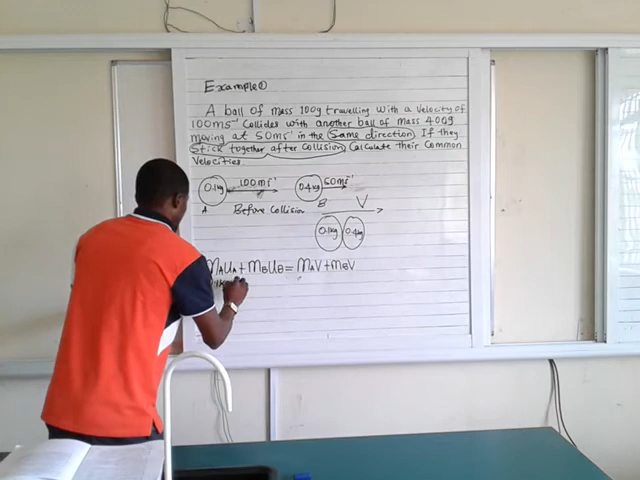 Example①
A ball of mass 100g travelling with a velocity of
100ms⁻¹ Collides with another ball of mass 400g
moving at 50ms⁻¹ in the Same direction. If they
Stick together after Collision, Calculate their Common
Velocities
0.1kg 100ms⁻¹ 0.4kg 50ms⁻¹
A Before Collision B V
0.1kg 0.4kg
MAUA + MBUB = MAV + MBV